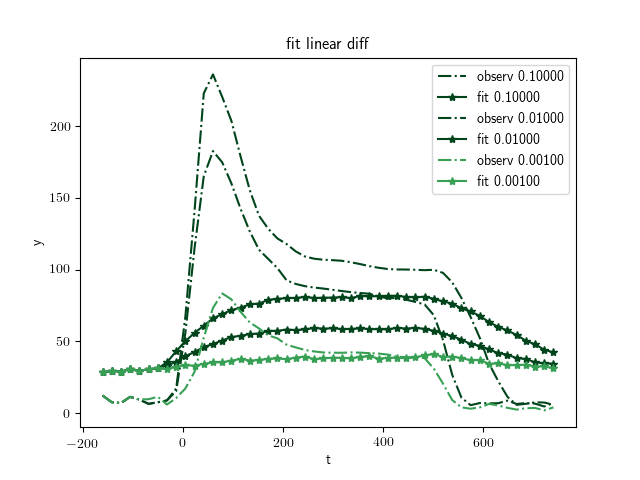 fit linear diff
y
200
150
100
50
0
−200
0
200
400
600
t
observ 0.10000
fit 0.10000
observ 0.01000
fit 0.01000
observ 0.00100
fit 0.00100